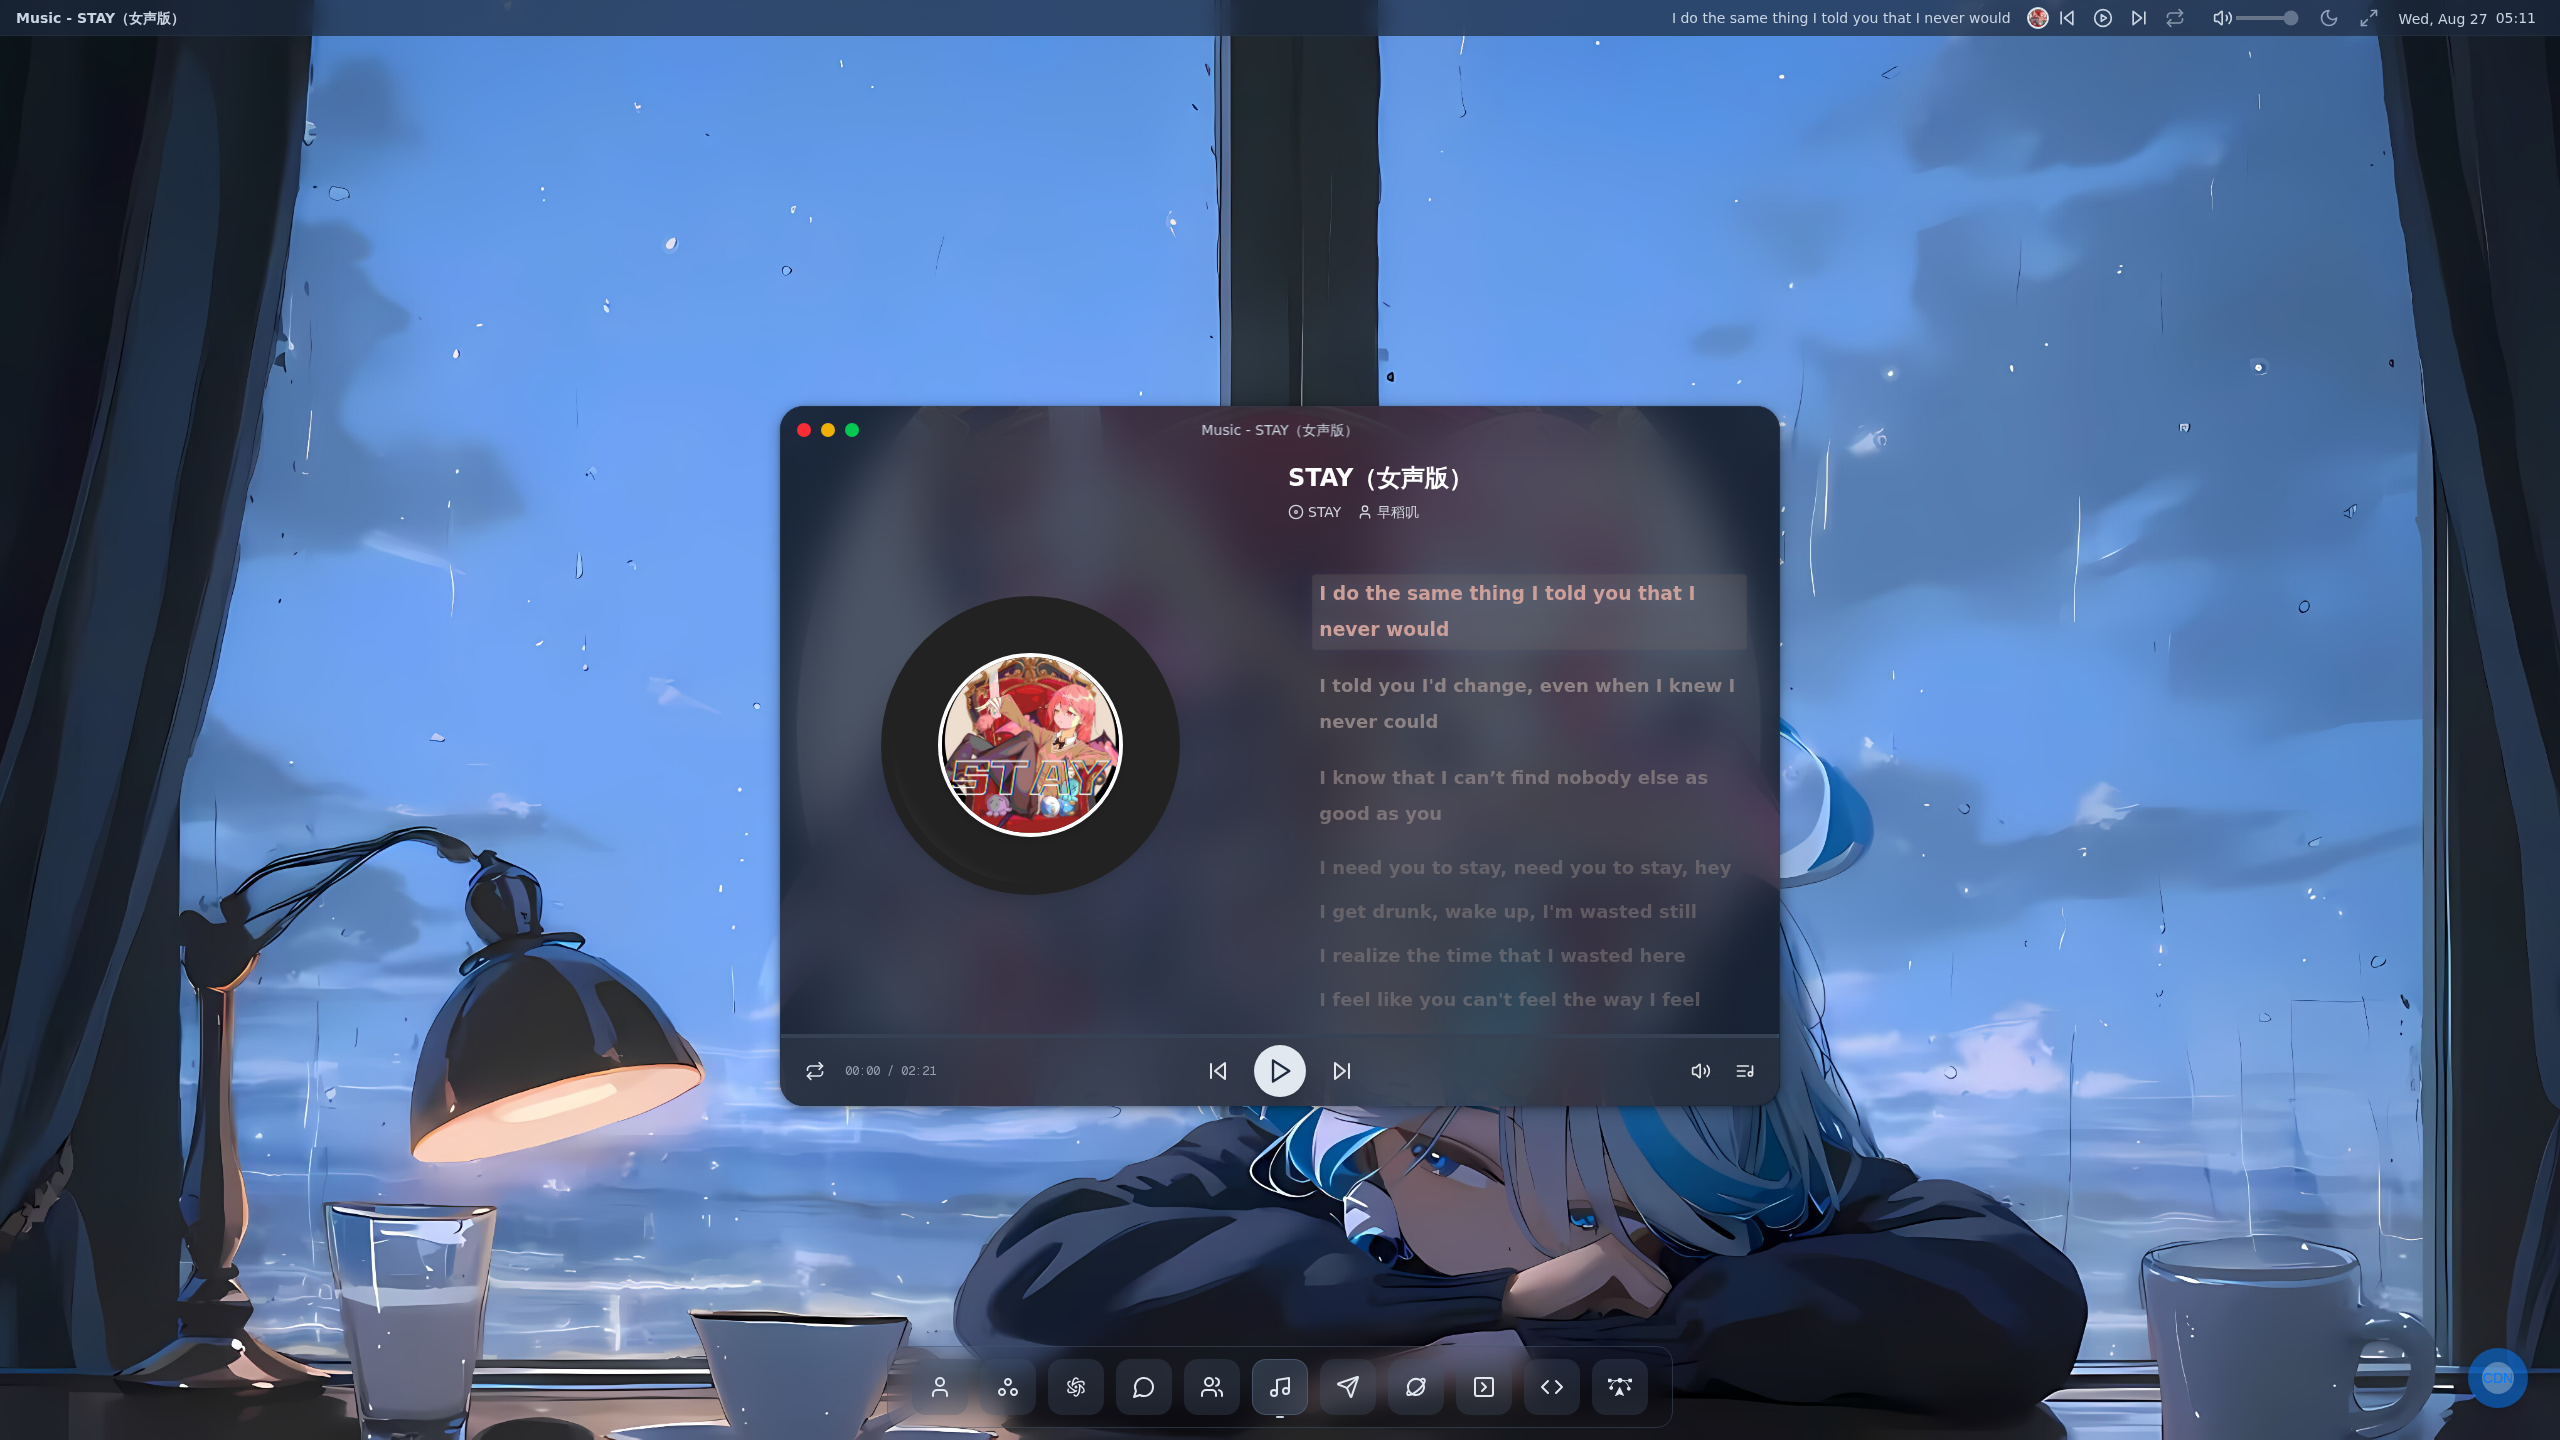 Music - STAY（女声版）
I do the same thing I told you that I never would
Wed, Aug 27 05:11
Music - STAY（女声版）
STAY（女声版）
STAY 早稻叽
I do the same thing I told you that I
never would
I told you I'd change, even when I knew I
never could
I know that I can’t find nobody else as
good as you
I need you to stay, need you to stay, hey
I get drunk, wake up, I'm wasted still
I realize the time that I wasted here
I feel like you can't feel the way I feel
STAY
00:00 / 02:21
CDN